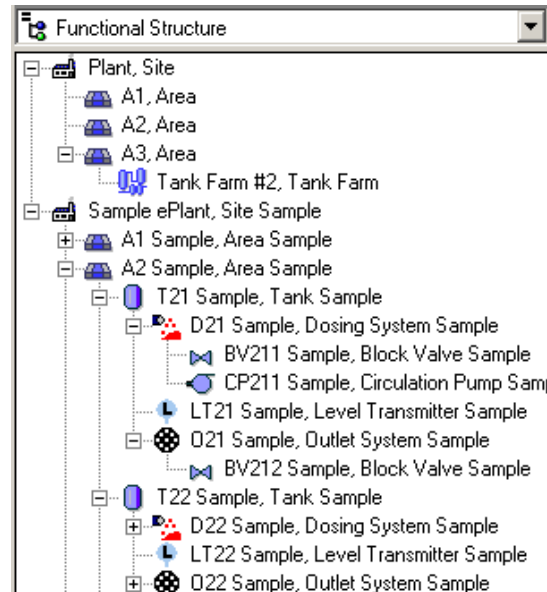 Functional Structure
Plant, Site
A1, Area
A2, Area
A3, Area
Tank Farm #2, Tank Farm
Sample ePlant, Site Sample
A1 Sample, Area Sample
A2 Sample, Area Sample
T21 Sample, Tank Sample
D21 Sample, Dosing System Sample
BV211 Sample, Block Valve Sample
CP211 Sample, Circulation Pump
LT21 Sample, Level Transmitter Sample
O21 Sample, Outlet System Sample
BV212 Sample, Block Valve Sample
T22 Sample, Tank Sample
D22 Sample, Dosing System Sample
LT22 Sample, Level Transmitter Sample
O22 Sample, Outlet System Sample